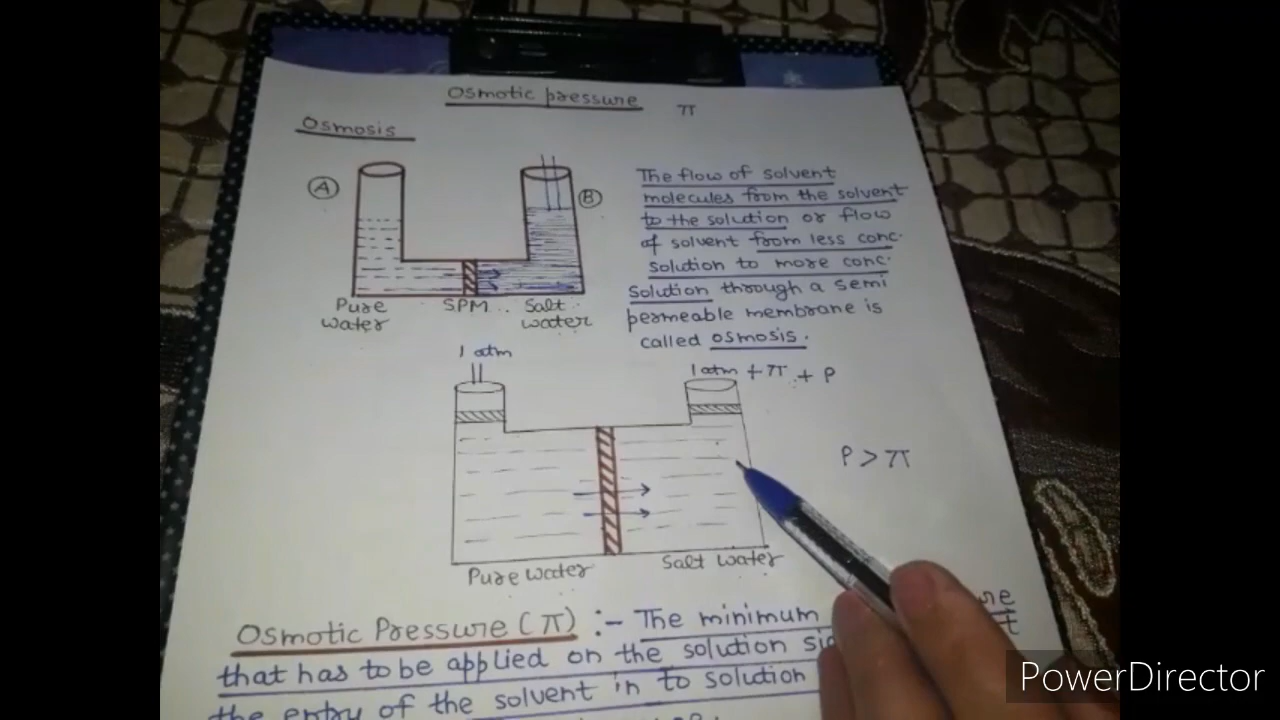 Osmotic pressure π
Osmosis
A
B
Pure water
SPM
Salt water
The flow of solvent
molecules from the solvent
to the solution or flow
of solvent from less conc.
solution to more conc.
solution through a semi
permeable membrane is
called osmosis.
1 atm
1 atm + π + P
P > π
Pure water
Salt water
Osmotic Pressure (π) :- The minimum
that has to be applied on the solution
the entry of the solvent in to solution
PowerDirector